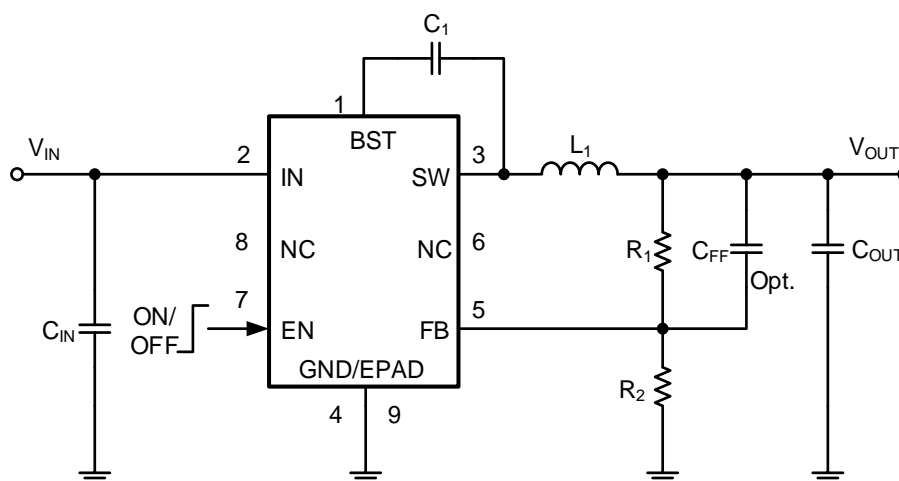 C1
1
BST
VIN
2
IN
SW
3
L1
VOUT
8
NC
NC
6
R1
CFF
Opt.
COUT
CIN
ON/
OFF
7
EN
FB
5
GND/EPAD
R2
4
9